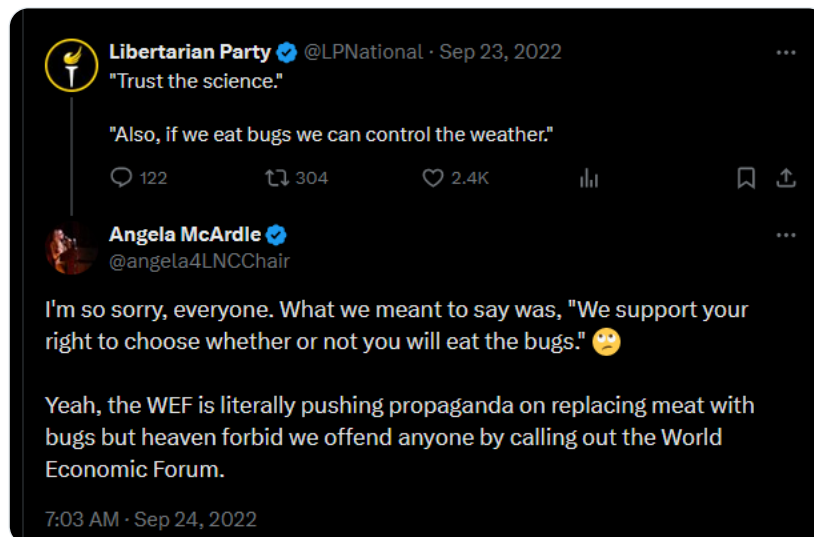 Libertarian Party @LPNational · Sep 23, 2022
"Trust the science."
"Also, if we eat bugs we can control the weather."
122 304 2.4K
Angela McArdle
@angela4LNCChair
I'm so sorry, everyone. What we meant to say was, "We support your
right to choose whether or not you will eat the bugs." 🙄
Yeah, the WEF is literally pushing propaganda on replacing meat with
bugs but heaven forbid we offend anyone by calling out the World
Economic Forum.
7:03 AM · Sep 24, 2022